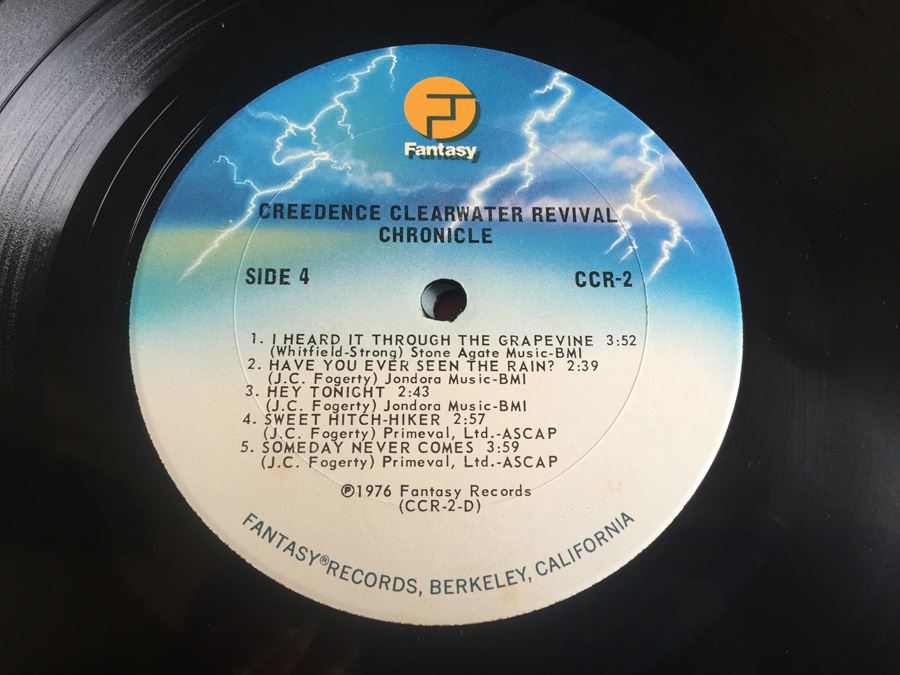 Fantasy
CREEDENCE CLEARWATER REVIVAL
CHRONICLE
SIDE 4 CCR-2
1. I HEARD IT THROUGH THE GRAPEVINE 3:52
(Whitfield-Strong) Stone Agate Music-BMI
2. HAVE YOU EVER SEEN THE RAIN? 2:39
(J.C. Fogerty) Jondora Music-BMI
3. HEY TONIGHT 2:43
(J.C. Fogerty) Jondora Music-BMI
4. SWEET HITCH-HIKER 2:57
(J.C. Fogerty) Primeval, Ltd.-ASCAP
5. SOMEDAY NEVER COMES 3:59
(J.C. Fogerty) Primeval, Ltd.-ASCAP
℗1976 Fantasy Records
(CCR-2-D)
FANTASY® RECORDS, BERKELEY, CALIFORNIA